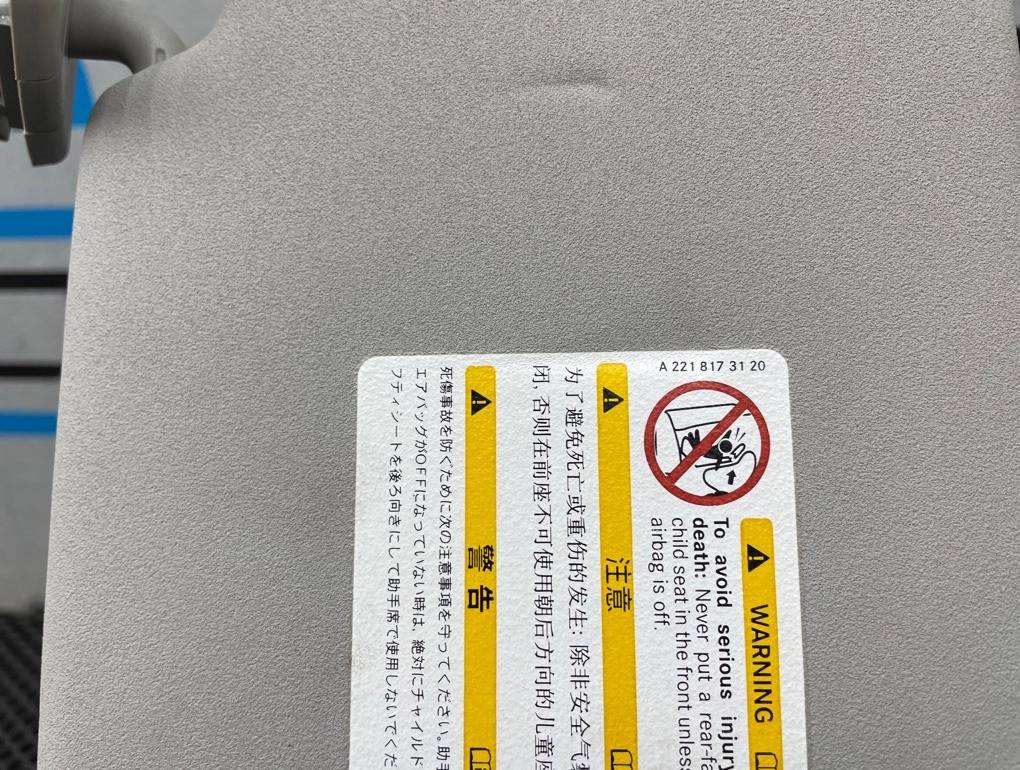 A 221 817 31 20
WARNING
To avoid serious injury
death: Never put a
child seat in the front unless
airbag is off.
注意
为了避免死亡或重伤的发生: 除非安全气
闭, 否则在前座不可使用朝后方向的儿童座
警告
死傷事故を防ぐために次の注意事項を守ってください。助手
エアバッグがOFFになっていない時は、絶対にチャイルド
フティシートを後ろ向きにして助手席で使用しないでくだ